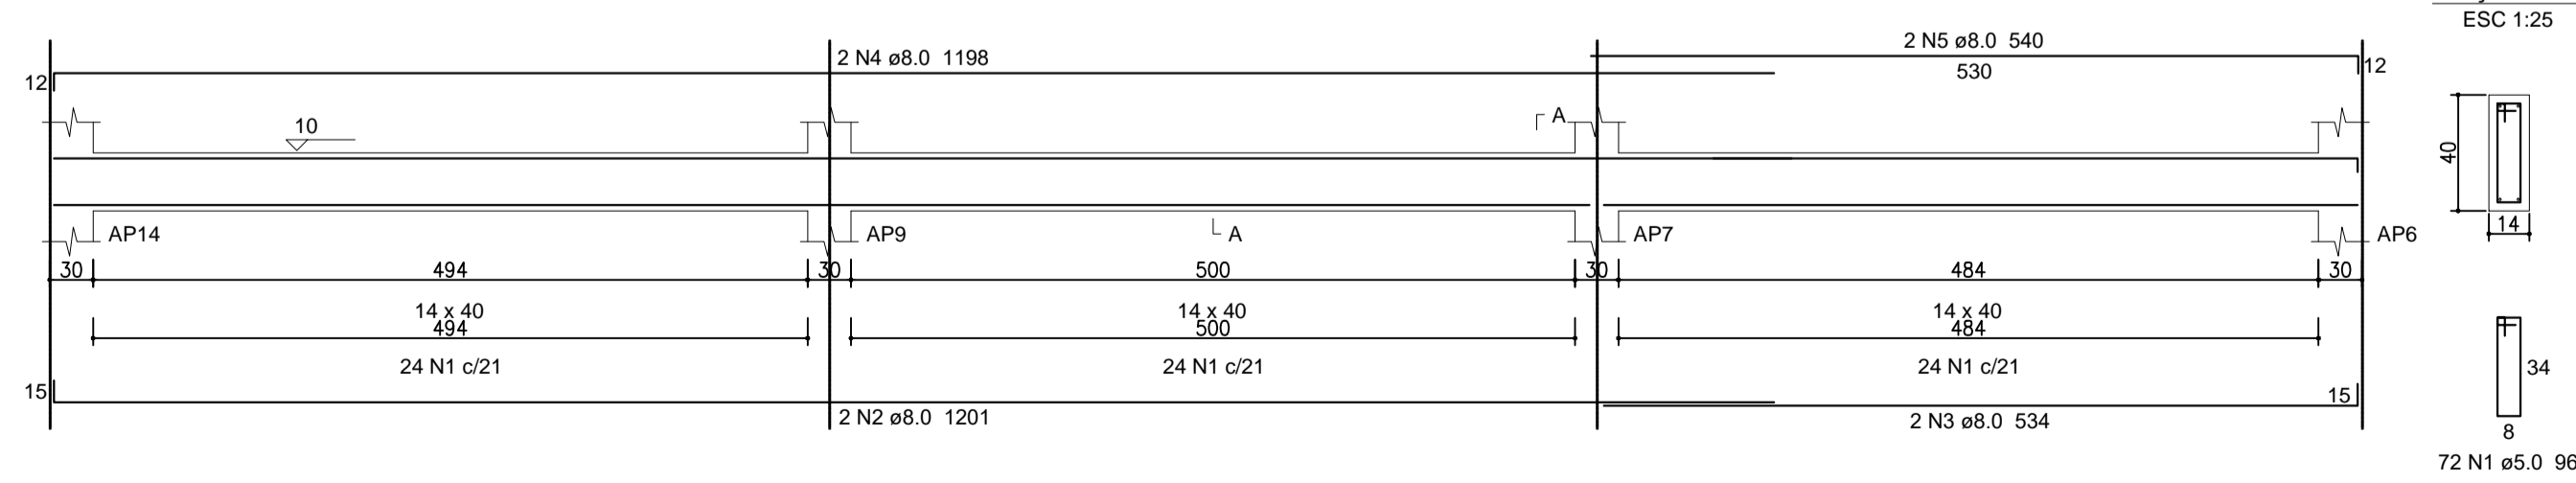 ESC 1:25
2 N5 ø8.0 540
2 N4 ø8.0 1198
12
530
12
10
A
40
14
AP14
AP9
A
AP7
AP6
30
494
30
500
30
484
30
14 x 40
14 x 40
14 x 40
494
500
484
24 N1 c/21
24 N1 c/21
24 N1 c/21
34
15
15
2 N2 ø8.0 1201
2 N3 ø8.0 534
8
72 N1 ø5.0 96